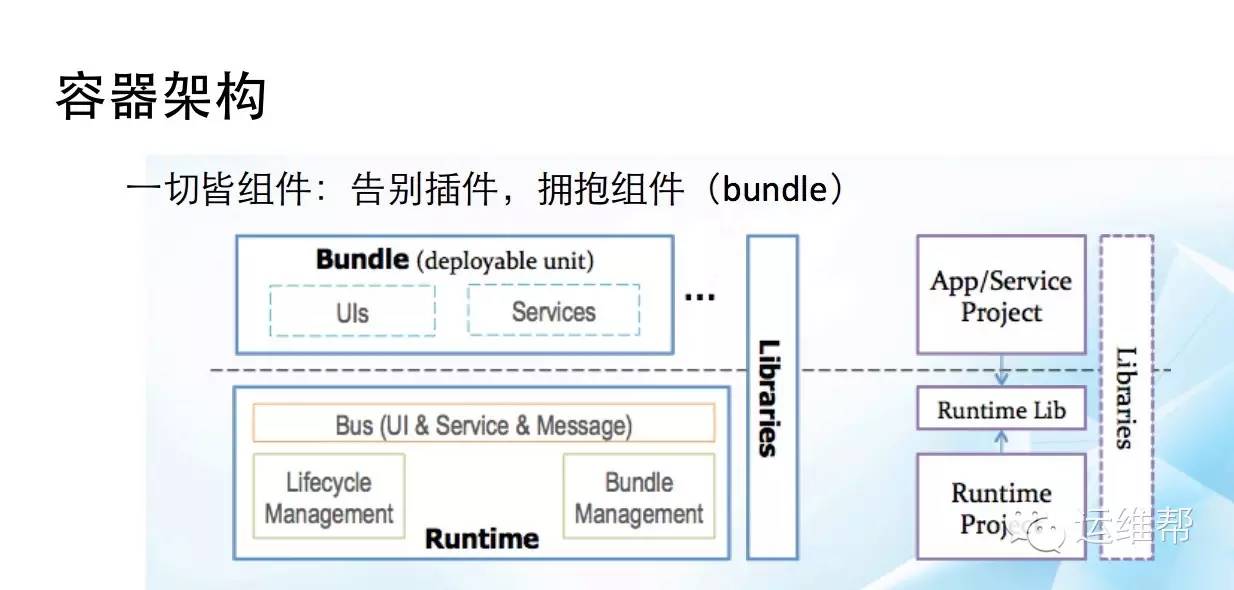 容器架构
一切皆组件：告别插件，拥抱组件（bundle）
Bundle (deployable unit)
UIs
Services
...
Libraries
Bus (UI & Service & Message)
Lifecycle
Management
Bundle
Management
Runtime
App/Service
Project
Runtime Lib
Runtime
Project
Libraries
运维帮